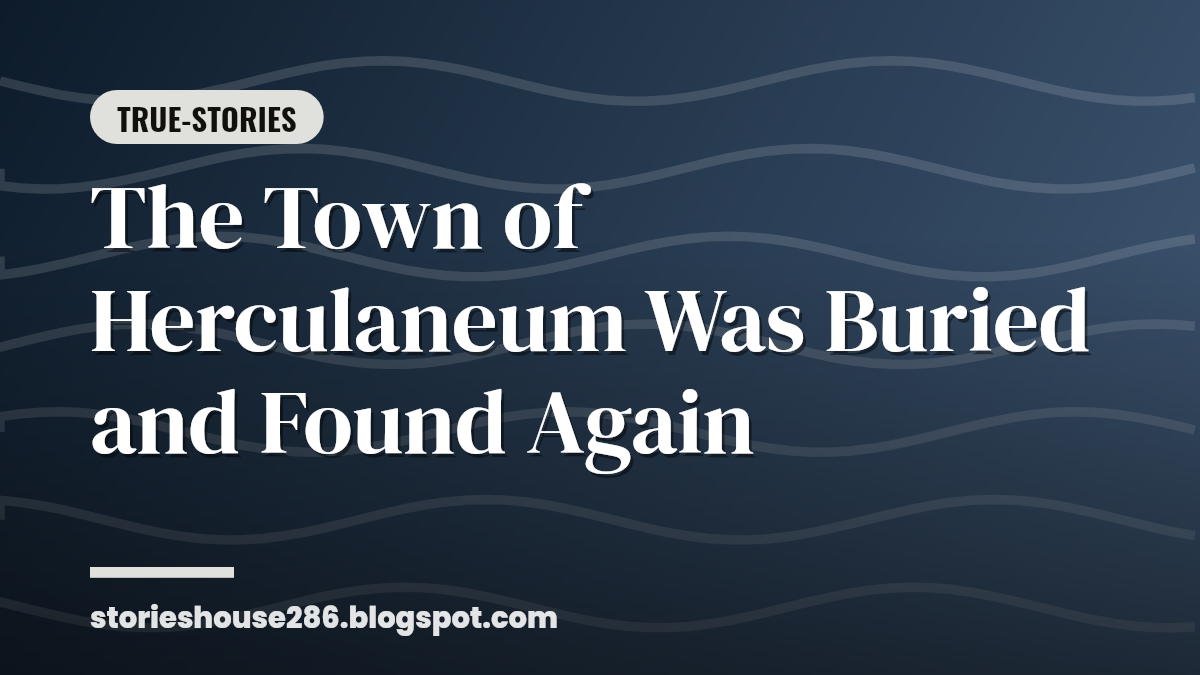 TRUE-STORIES
The Town of
Herculaneum Was Buried
and Found Again
storieshouse286.blogspot.com